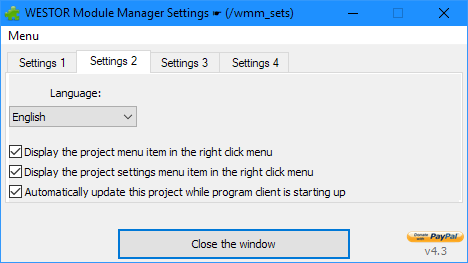 WESTOR Module Manager Settings ☛ (/wmm_sets)
Menu
Settings 1 Settings 2 Settings 3 Settings 4
Language:
English
Display the project menu item in the right click menu
Display the project settings menu item in the right click menu
Automatically update this project while program client is starting up
Close the window
Donate with PayPal
v4.3